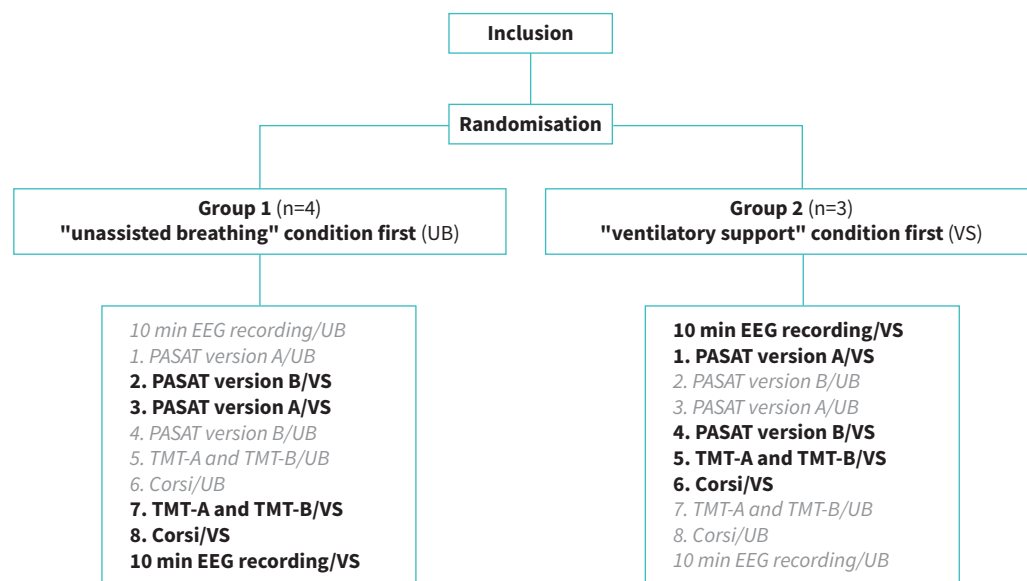 Inclusion
Randomisation
Group 1 (n=4)
"unassisted breathing" condition first (UB)
Group 2 (n=3)
"ventilatory support" condition first (VS)
10 min EEG recording/UB
1. PASAT version A/UB
2. PASAT version B/VS
3. PASAT version A/VS
4. PASAT version B/UB
5. TMT-A and TMT-B/UB
6. Corsi/UB
7. TMT-A and TMT-B/VS
8. Corsi/VS
10 min EEG recording/VS
10 min EEG recording/VS
1. PASAT version A/VS
2. PASAT version B/UB
3. PASAT version A/UB
4. PASAT version B/VS
5. TMT-A and TMT-B/VS
6. Corsi/VS
7. TMT-A and TMT-B/UB
8. Corsi/UB
10 min EEG recording/UB